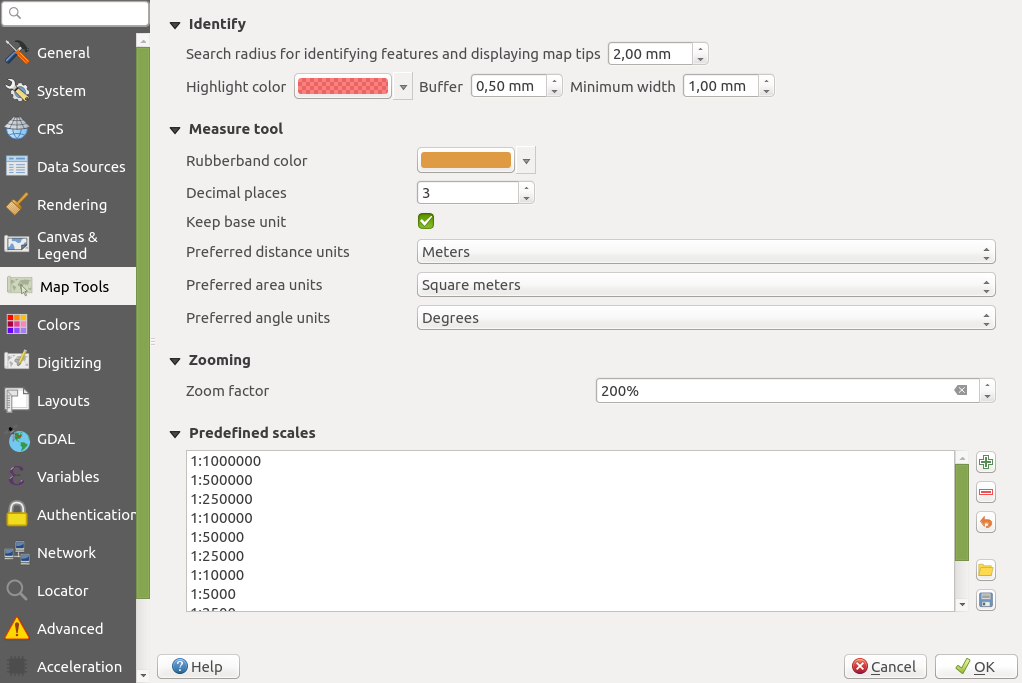 General
System
CRS
Data Sources
Rendering
Canvas &
Legend
Map Tools
Colors
Digitizing
Layouts
GDAL
Variables
Authentication
Network
Locator
Advanced
Acceleration
Identify
Search radius for identifying features and displaying map tips 2,00 mm
Highlight color Buffer 0,50 mm Minimum width 1,00 mm
Measure tool
Rubberband color
Decimal places 3
Keep base unit
Preferred distance units Meters
Preferred area units Square meters
Preferred angle units Degrees
Zooming
Zoom factor 200%
Predefined scales
1:1000000
1:500000
1:250000
1:100000
1:50000
1:25000
1:10000
1:5000
1:2500
Help Cancel OK